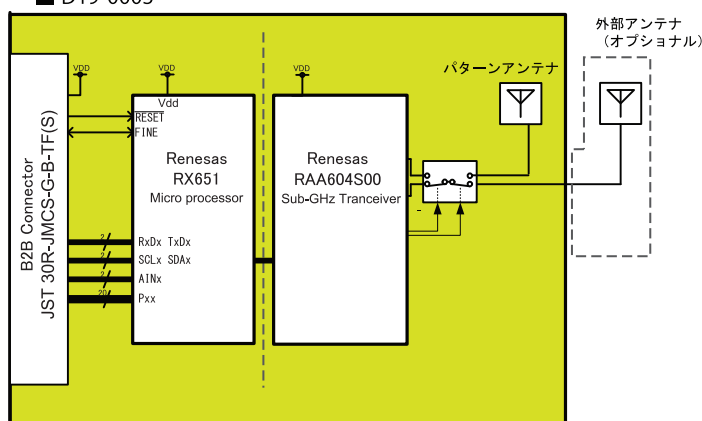 外部アンテナ
（オプショナル）
パターンアンテナ
VDD
VDD
VDD
Vdd
RESET
FINE
B2B Connector
JST 30R-JMCS-G-B-TF(S)
Renesas
RX651
Micro processor
Renesas
RAA604S00
Sub-GHz Tranceiver
2
RxDx TxDx
2
SCLx SDAx
2
AINx
20
Pxx